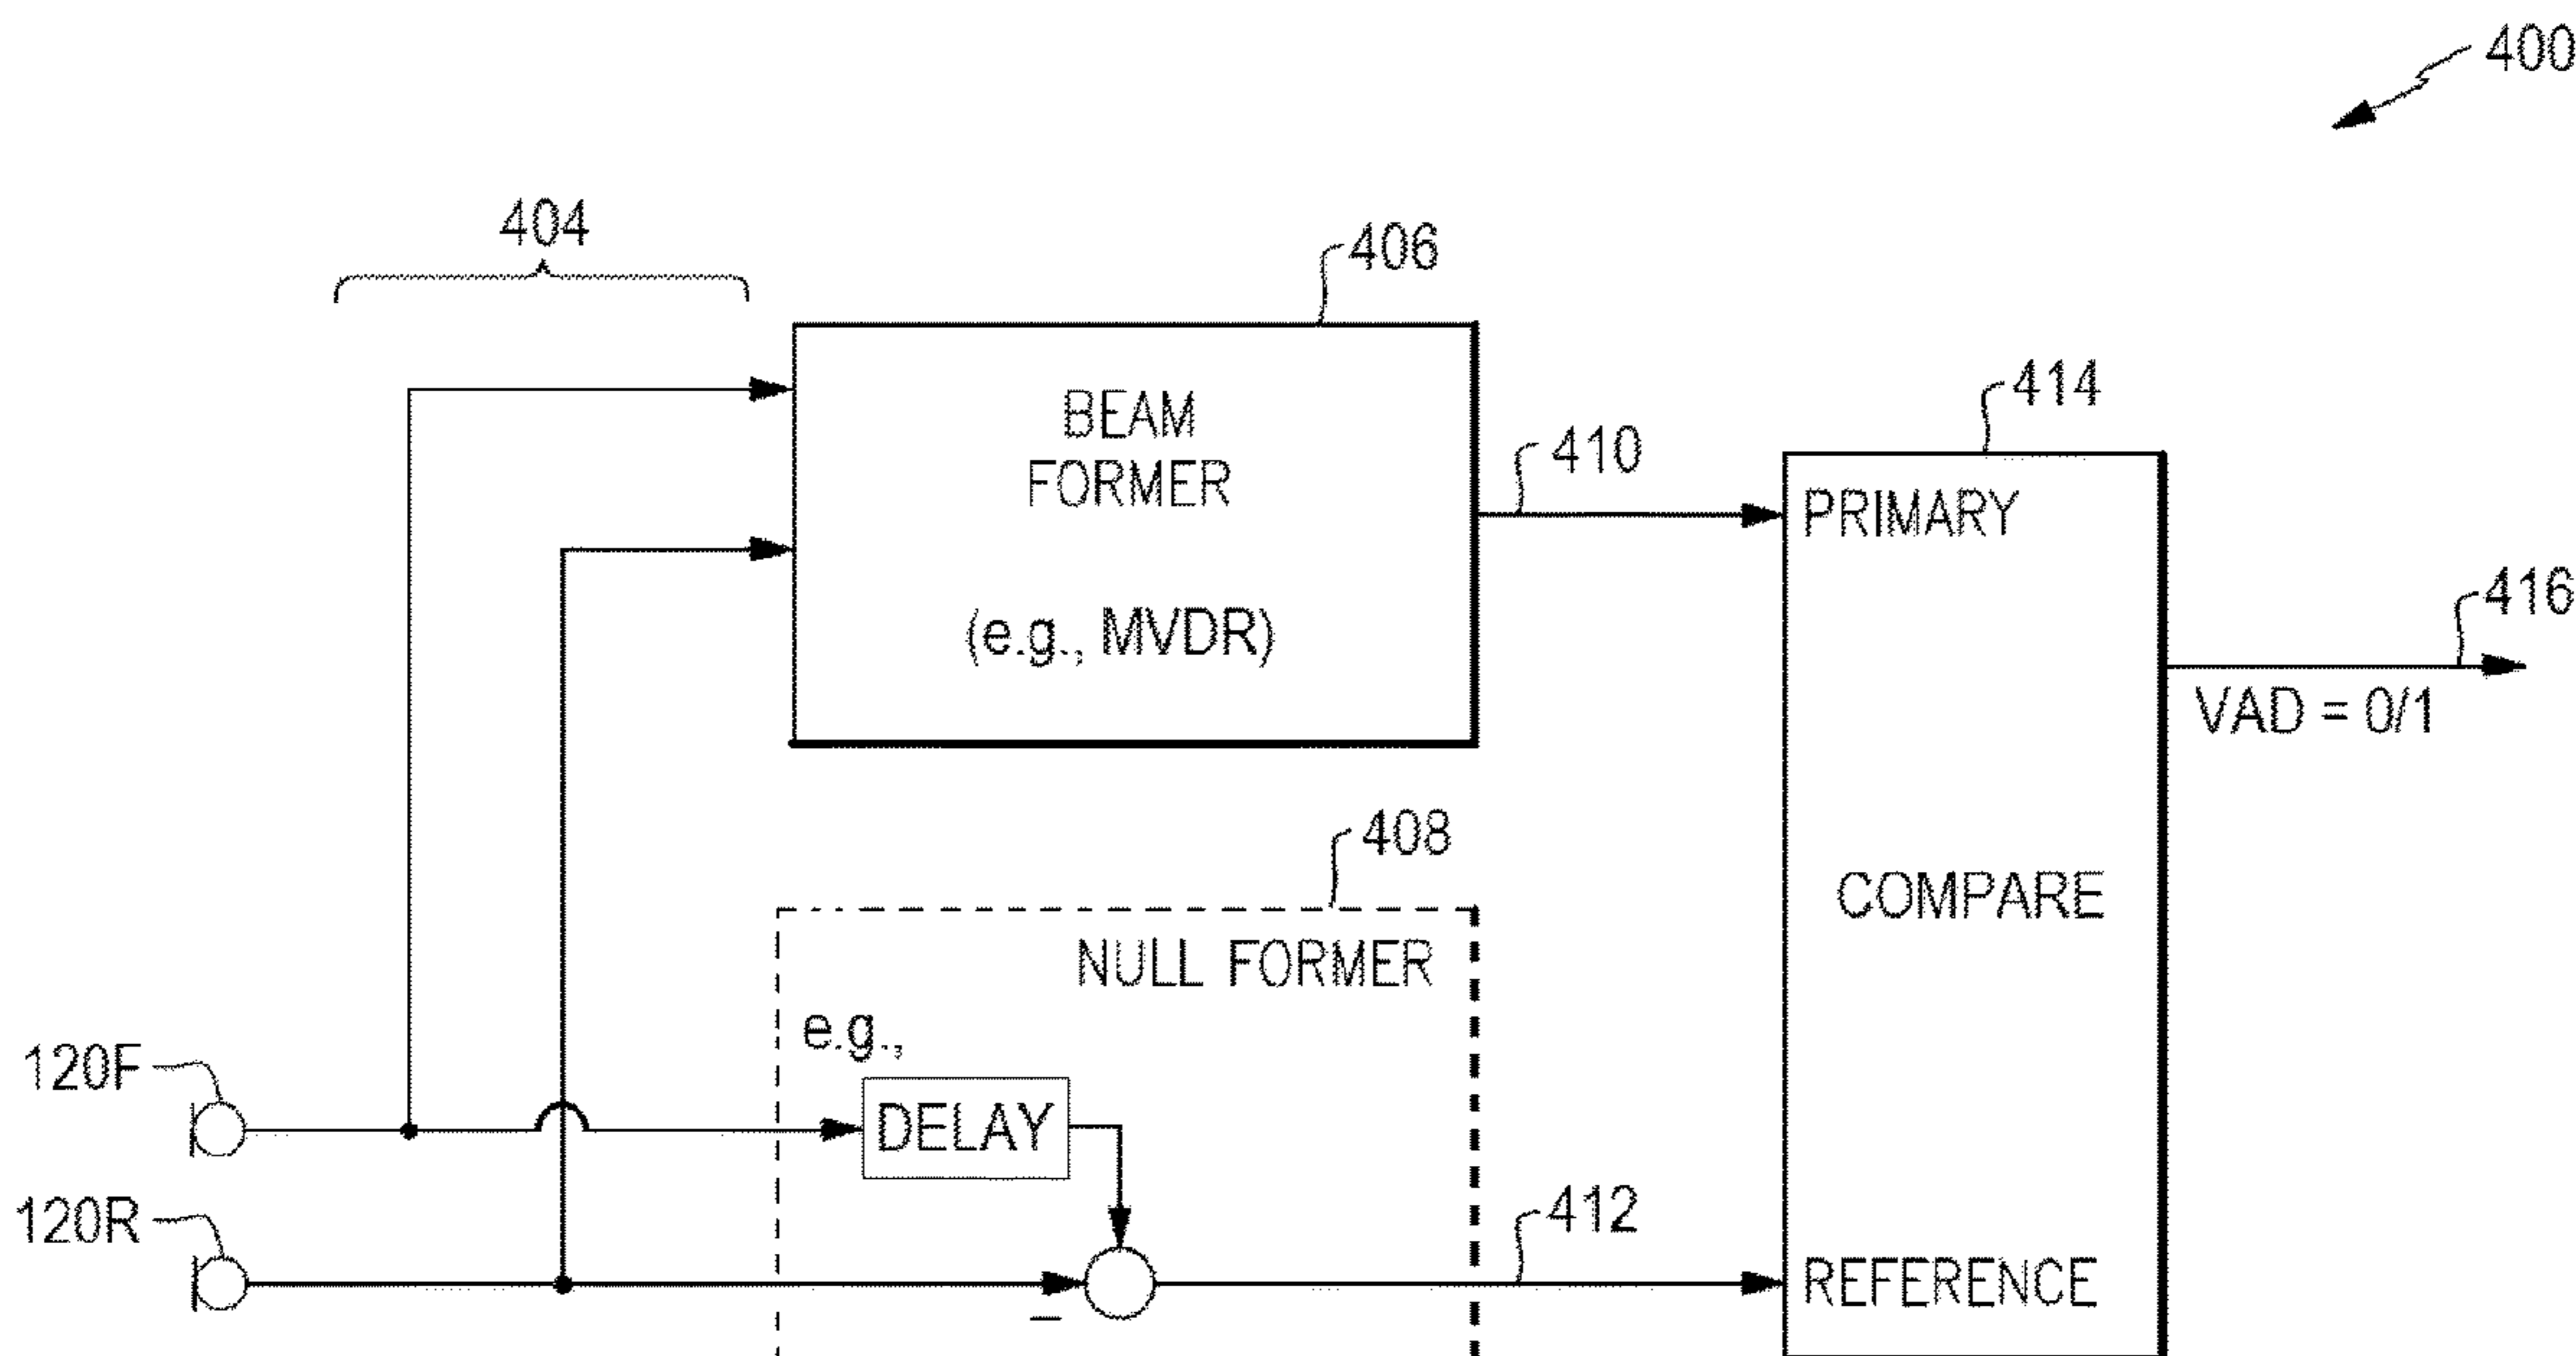 400
404
406
BEAM
FORMER
(e.g., MVDR)
410
414
PRIMARY
416
VAD = 0/1
408
NULL FORMER
COMPARE
e.g.,
120F
DELAY
120R
412
–
REFERENCE